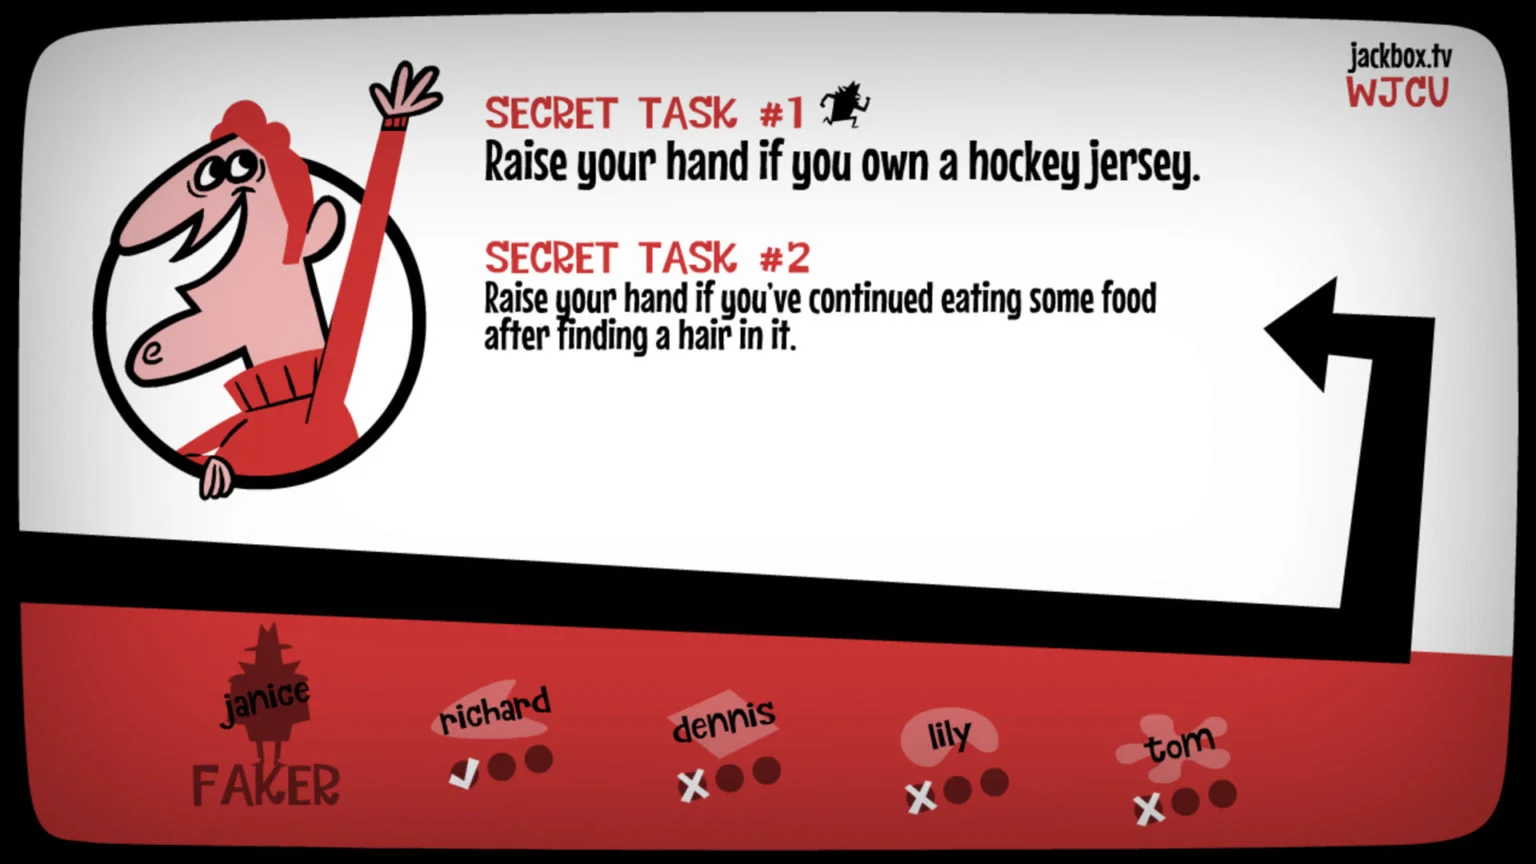 jackbox.tv
WJCU
SECRET TASK #1
Raise your hand if you own a hockey jersey.
SECRET TASK #2
Raise your hand if you've continued eating some food
after finding a hair in it.
janice
FAKER
richard
dennis
lily
tom